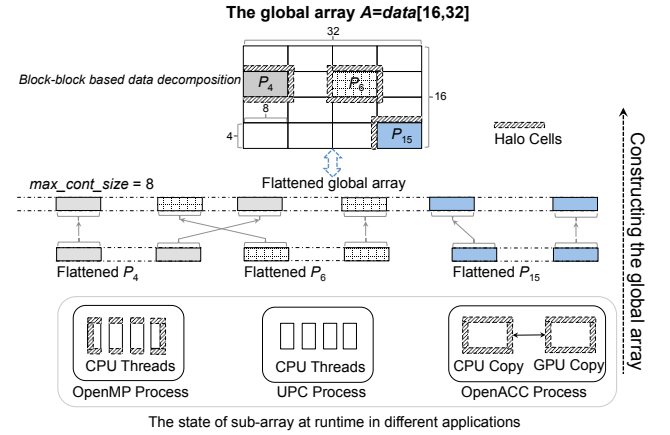 The global array A=data[16,32]
32
Block-block based data decomposition
P4
P6
16
8
4
P15
Halo Cells
max_cont_size = 8
Flattened global array
Flattened P4
Flattened P6
Flattened P15
Constructing the global array
CPU Threads
CPU Threads
CPU Copy
GPU Copy
OpenMP Process
UPC Process
OpenACC Process
The state of sub-array at runtime in different applications